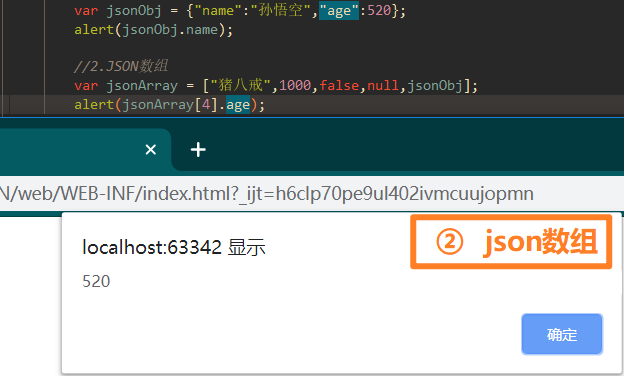 var jsonObj = {"name":"孙悟空","age":520};
alert(jsonObj.name);
//2.JSON数组
var jsonArray = ["猪八戒",1000,false,null,jsonObj];
alert(jsonArray[4].age);
N/web/WEB-INF/index.html?_ijt=h6clp70pe9ul402ivmcuujopmn
② json数组
localhost:63342 显示
520
确定